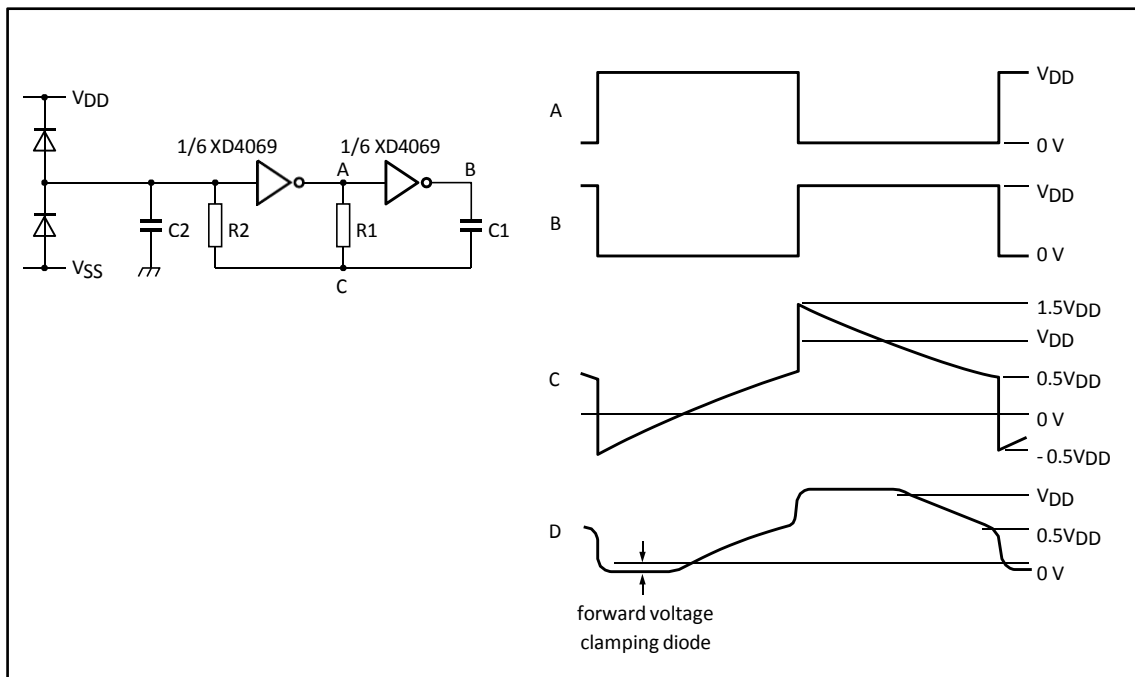 VDD
1/6 XD4069
1/6 XD4069
A
B
C2
R2
R1
C1
VSS
C
A
VDD
0 V
B
VDD
0 V
C
1.5VDD
VDD
0.5VDD
0 V
- 0.5VDD
D
VDD
0.5VDD
0 V
forward voltage
clamping diode